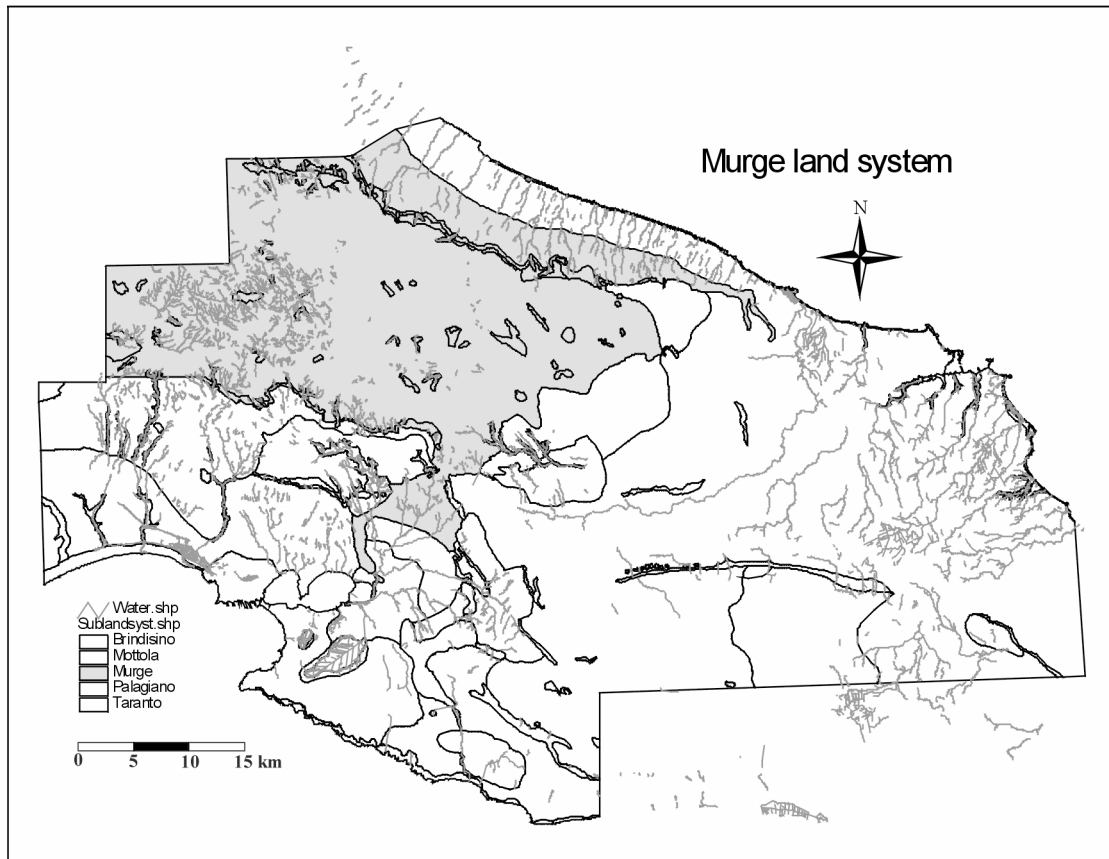 Murge land system
N
Water.shp
Sublandsyst.shp
Brindisino
Mottola
Murge
Palagiano
Taranto
0 5 10 15 km